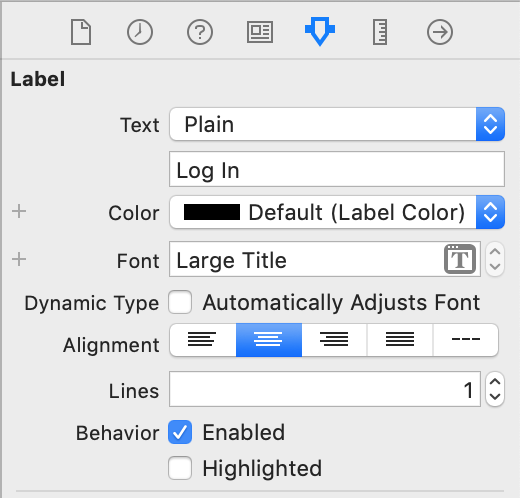 Label
Text Plain
Log In
Color Default (Label Color)
Font Large Title T
Dynamic Type Automatically Adjusts Font
Alignment
Lines 1
Behavior Enabled
Highlighted